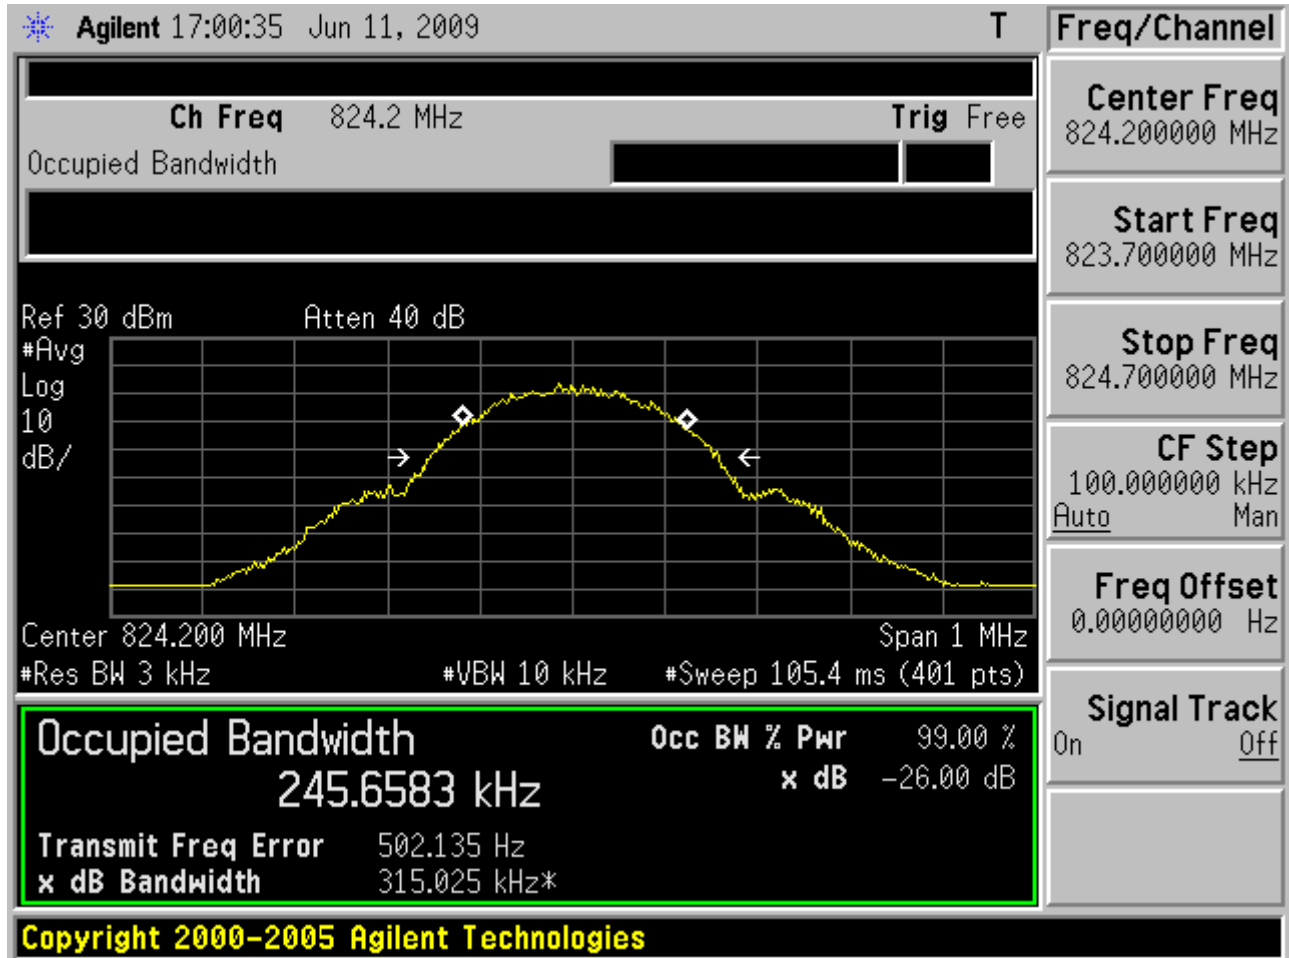 Agilent 17:00:35 Jun 11, 2009 T
Freq/Channel
Ch Freq 824.2 MHz Trig Free
Occupied Bandwidth
Center Freq
824.200000 MHz
Start Freq
823.700000 MHz
Stop Freq
824.700000 MHz
CF Step
100.000000 kHz
Auto Man
Freq Offset
0.00000000 Hz
Signal Track
On Off
Ref 30 dBm Atten 40 dB
#Avg
Log
10
dB/
Center 824.200 MHz Span 1 MHz
#Res BW 3 kHz #VBW 10 kHz #Sweep 105.4 ms (401 pts)
Occupied Bandwidth
245.6583 kHz
Occ BW % Pwr 99.00 %
x dB -26.00 dB
Transmit Freq Error 502.135 Hz
x dB Bandwidth 315.025 kHz*
Copyright 2000-2005 Agilent Technologies